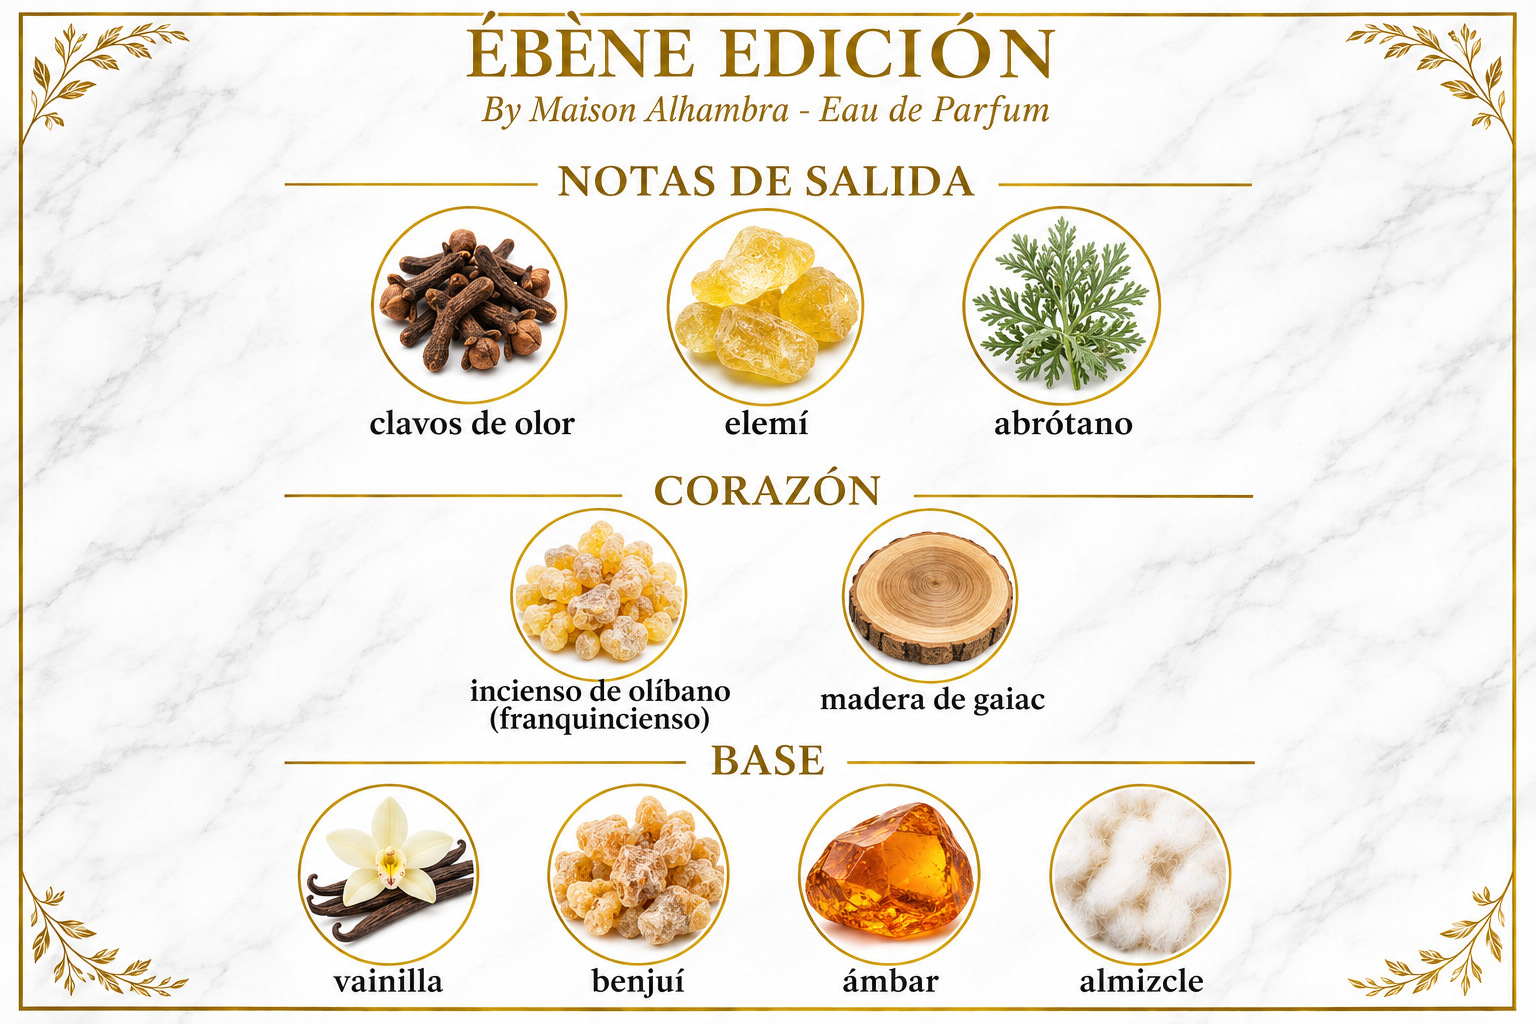 ÉBÈNE EDICIÓN
By Maison Alhambra - Eau de Parfum
NOTAS DE SALIDA
clavos de olor
elemí
abrótano
CORAZÓN
incienso de olíbano
(franquincienso)
madera de gaiac
BASE
vainilla
benjuí
ámbar
almizcle